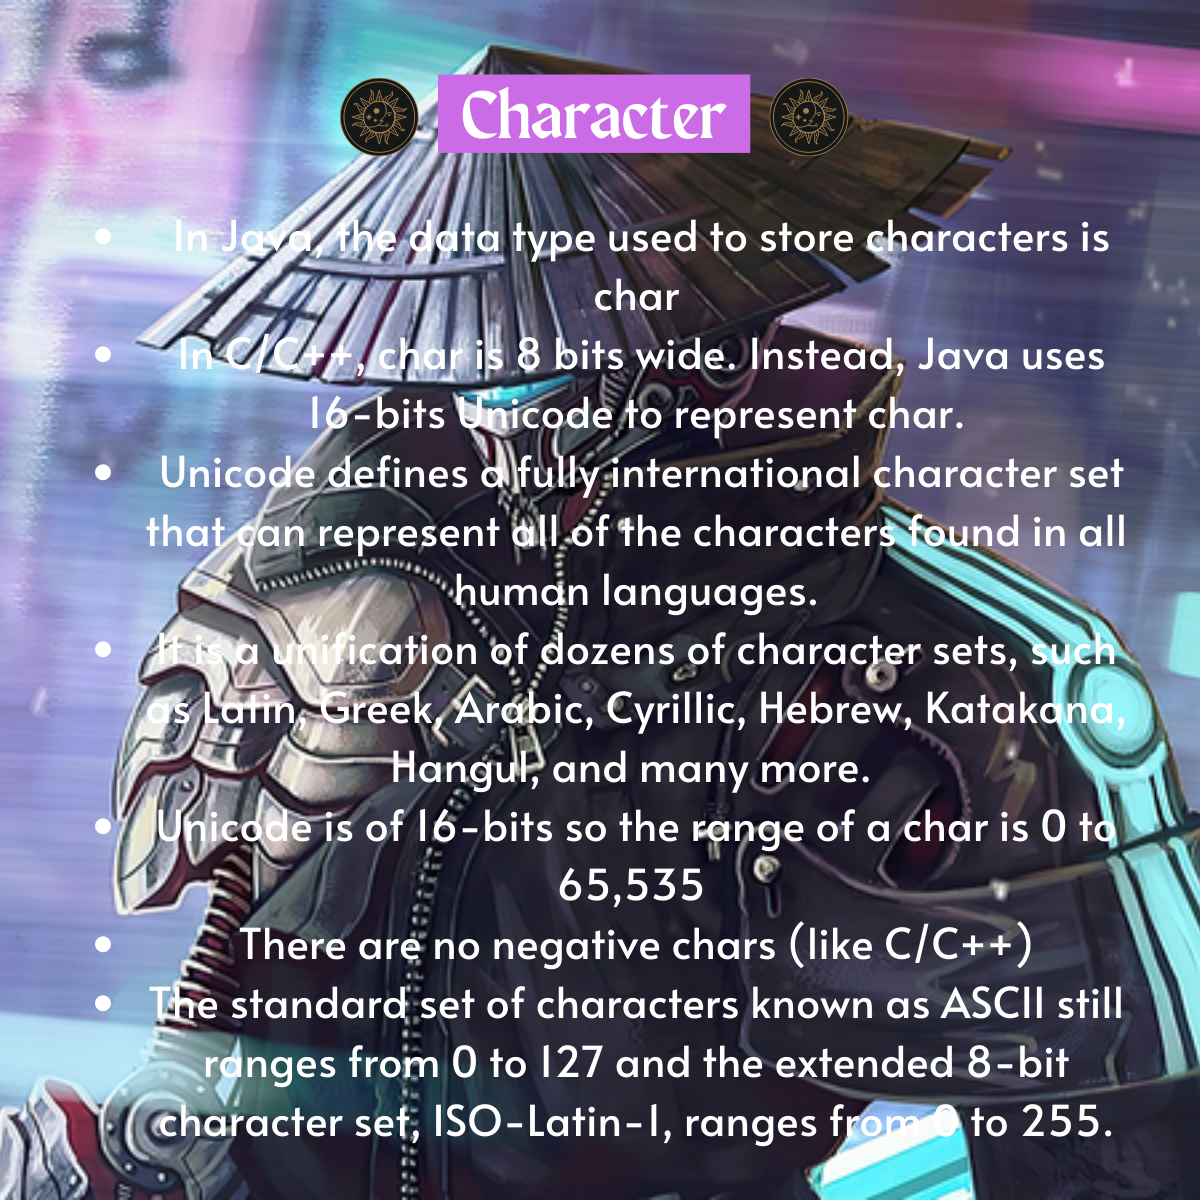 Character
• In Java, the data type used to store characters is
char
• In C/C++, char is 8 bits wide. Instead, Java uses
16-bits Unicode to represent char.
• Unicode defines a fully international character set
that can represent all of the characters found in all
human languages.
• It is a unification of dozens of character sets, such
as Latin, Greek, Arabic, Cyrillic, Hebrew, Katakana,
Hangul, and many more.
• Unicode is of 16-bits so the range of a char is 0 to
65,535
• There are no negative chars (like C/C++)
• The standard set of characters known as ASCII still
ranges from 0 to 127 and the extended 8-bit
character set, ISO-Latin-1, ranges from 0 to 255.